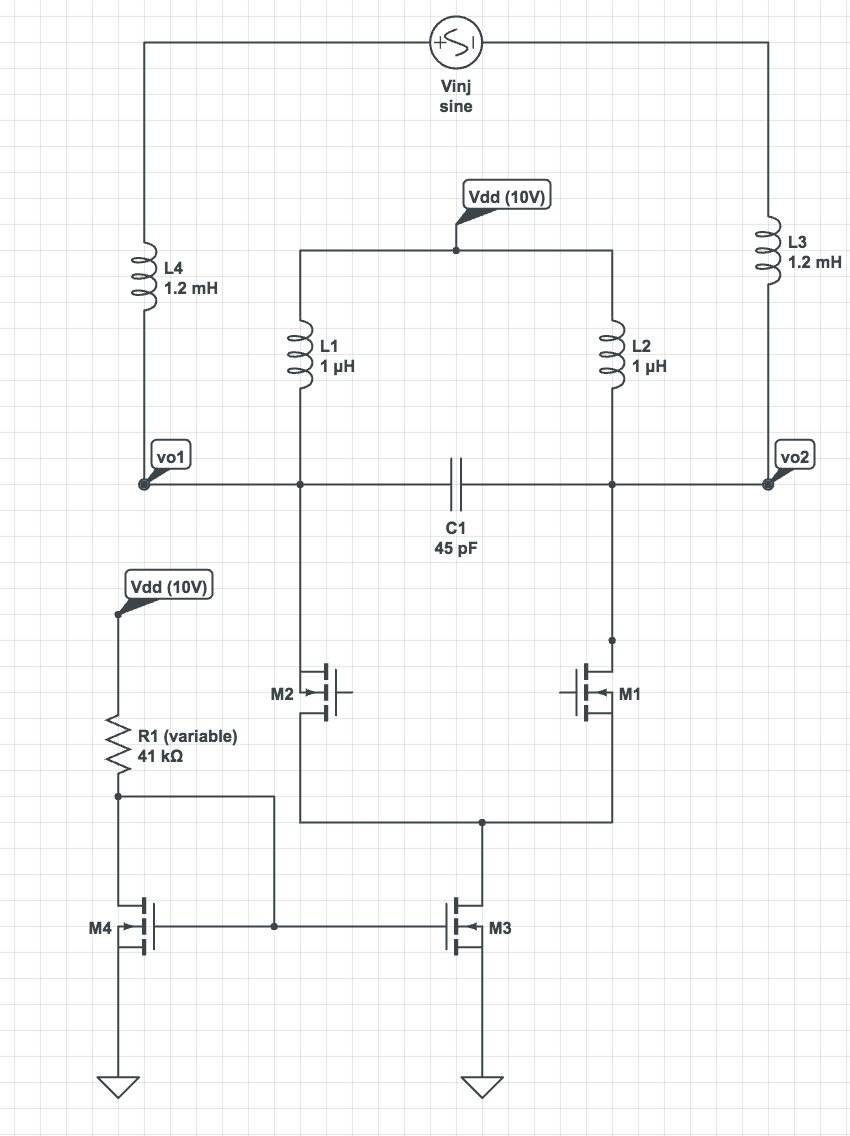 Vinj
sine
Vdd (10V)
L4
1.2 mH
L3
1.2 mH
L1
1 µH
L2
1 µH
vo1
vo2
C1
45 pF
Vdd (10V)
R1 (variable)
41 kΩ
M2
M1
M4
M3